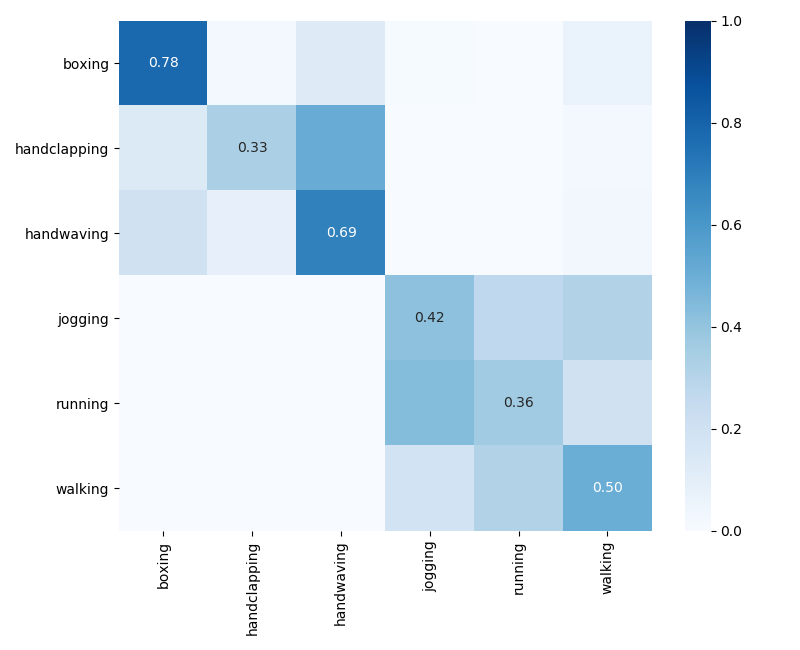 1.0
boxing
0.78
0.8
handclapping
0.33
0.6
handwaving
0.69
0.4
jogging
0.42
running
0.36
0.2
walking
0.50
0.0
boxing
handclapping
handwaving
jogging
running
walking